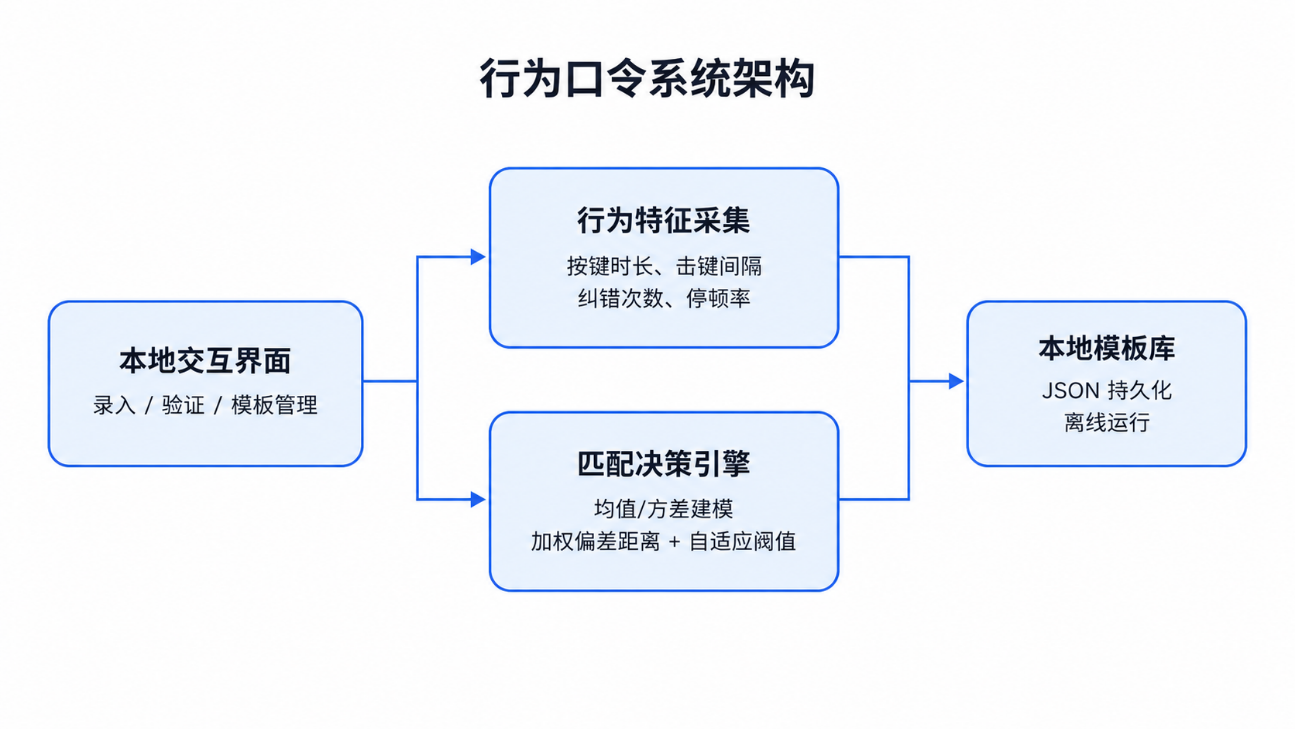 行为口令系统架构
行为特征采集
按键时长、击键间隔
纠错次数、停顿率
本地交互界面
录入 / 验证 / 模板管理
匹配决策引擎
均值/方差建模
加权偏差距离 + 自适应阀值
本地模板库
JSON 持久化
离线运行